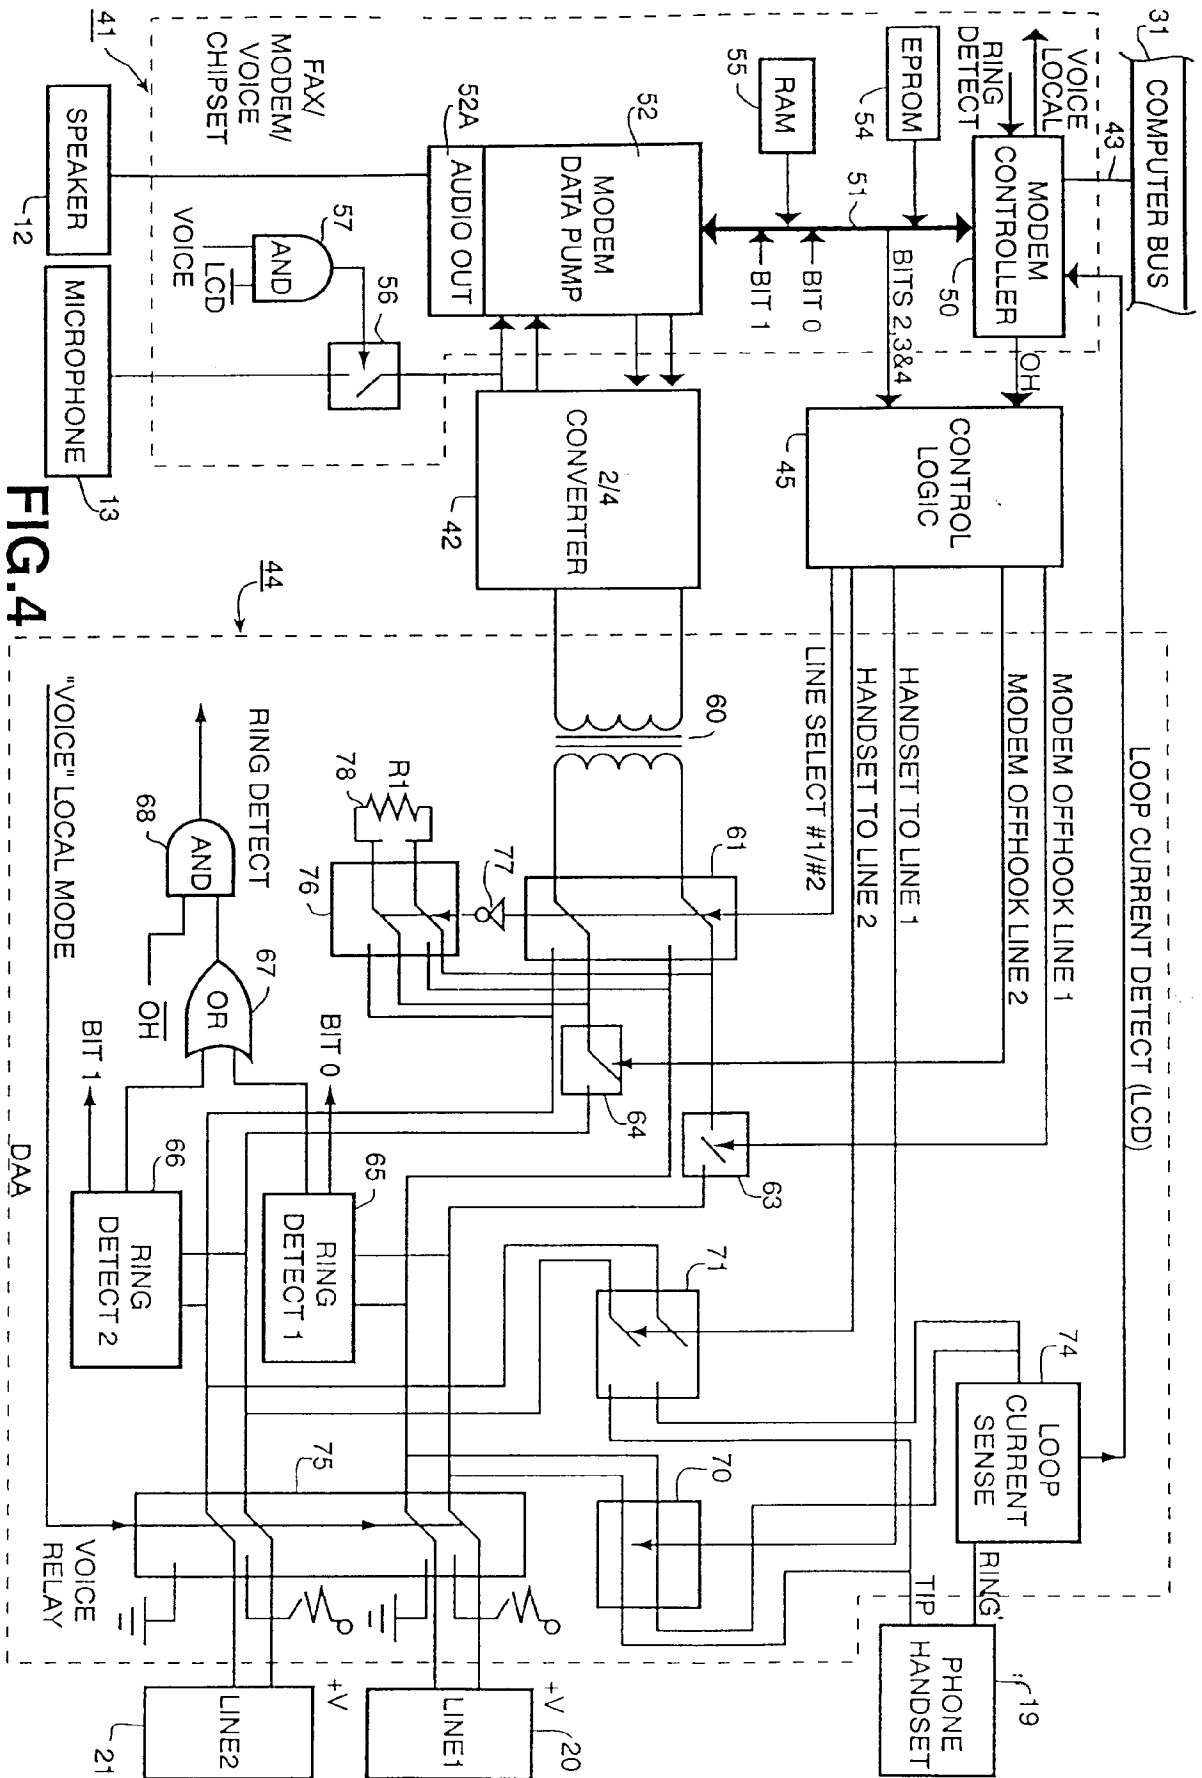 31
COMPUTER BUS
43
VOICE
LOCAL
RING
DETECT
MODEM
CONTROLLER
50
OH
EPROM
54
RAM
55
51
BITS 2,3&4
BIT 0
BIT 1
CONTROL
LOGIC
45
52
MODEM
DATA PUMP
52A
AUDIO OUT
2/4
CONVERTER
42
FAX/
MODEM/
VOICE
CHIPSET
41
57
AND
VOICE
LCD
56
SPEAKER
12
MICROPHONE
13
FIG.4
44
LOOP CURRENT DETECT (LCD)
MODEM OFFHOOK LINE 1
MODEM OFFHOOK LINE 2
HANDSET TO LINE 1
HANDSET TO LINE 2
LINE SELECT #1/#2
60
61
77
R1
78
76
64
63
RING DETECT
68
AND
OH
67
OR
BIT 0
BIT 1
65
RING
DETECT 1
66
RING
DETECT 2
"VOICE" LOCAL MODE
DAA
71
70
74
LOOP
CURRENT
SENSE
RING
TIP
PHONE
HANDSET
19
75
VOICE
RELAY
+V
LINE1
20
+V
LINE2
21